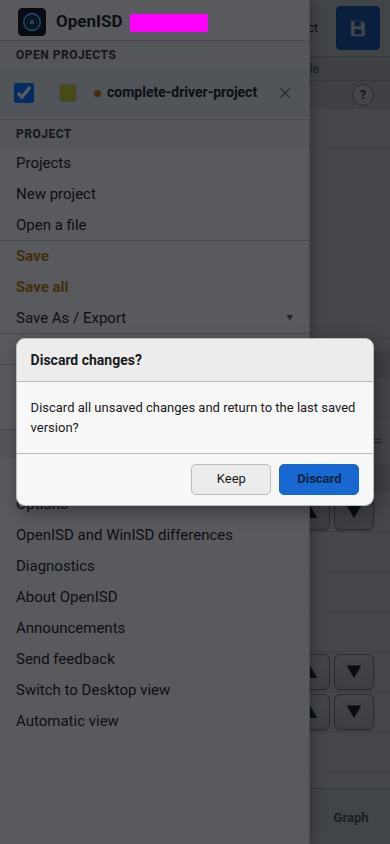 OpenISD
ct
OPEN PROJECTS
le
complete-driver-project
?
PROJECT
Projects
New project
Open a file
Save
Save all
Save As / Export
Discard changes?
Discard all unsaved changes and return to the last saved
version?
Keep
Discard
Options
OpenISD and WinISD differences
Diagnostics
About OpenISD
Announcements
Send feedback
Switch to Desktop view
Automatic view
Graph